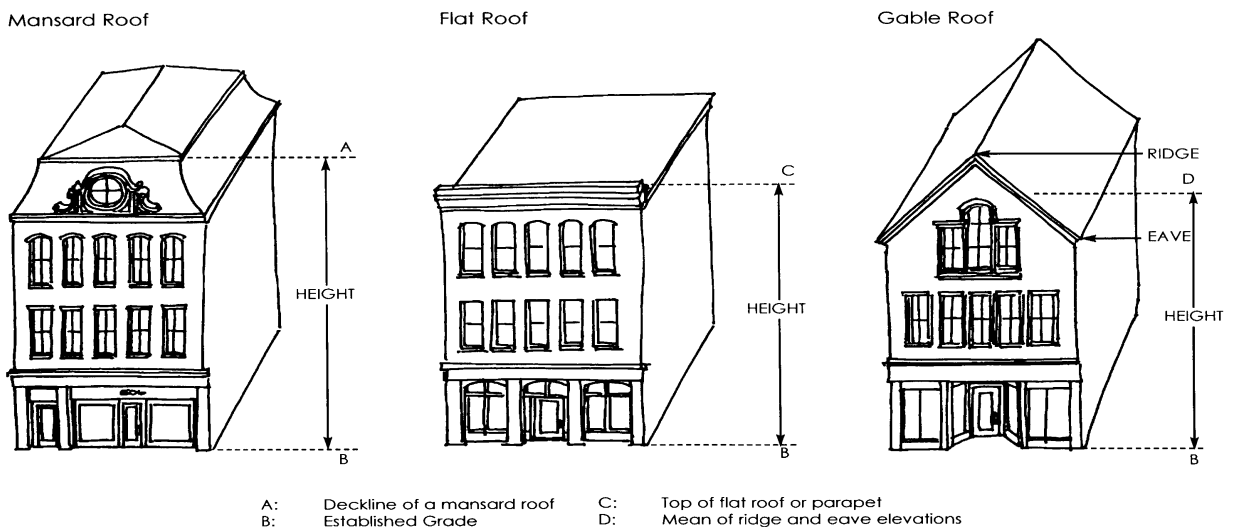 Mansard Roof
Flat Roof
Gable Roof
A
HEIGHT
B
C
HEIGHT
B
RIDGE
D
EAVE
HEIGHT
B
A: Deckline of a mansard roof
B: Established Grade
C: Top of flat roof or parapet
D: Mean of ridge and eave elevations